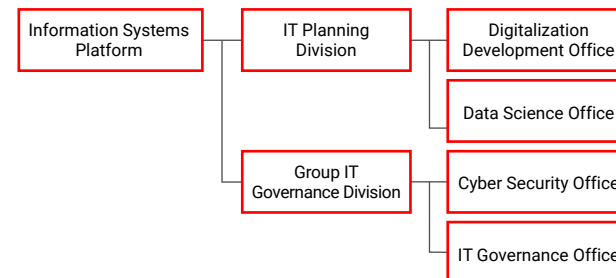 Information Systems
Platform
IT Planning
Division
Digitalization
Development Office
Data Science Office
Group IT
Governance Division
Cyber Security Office
IT Governance Office